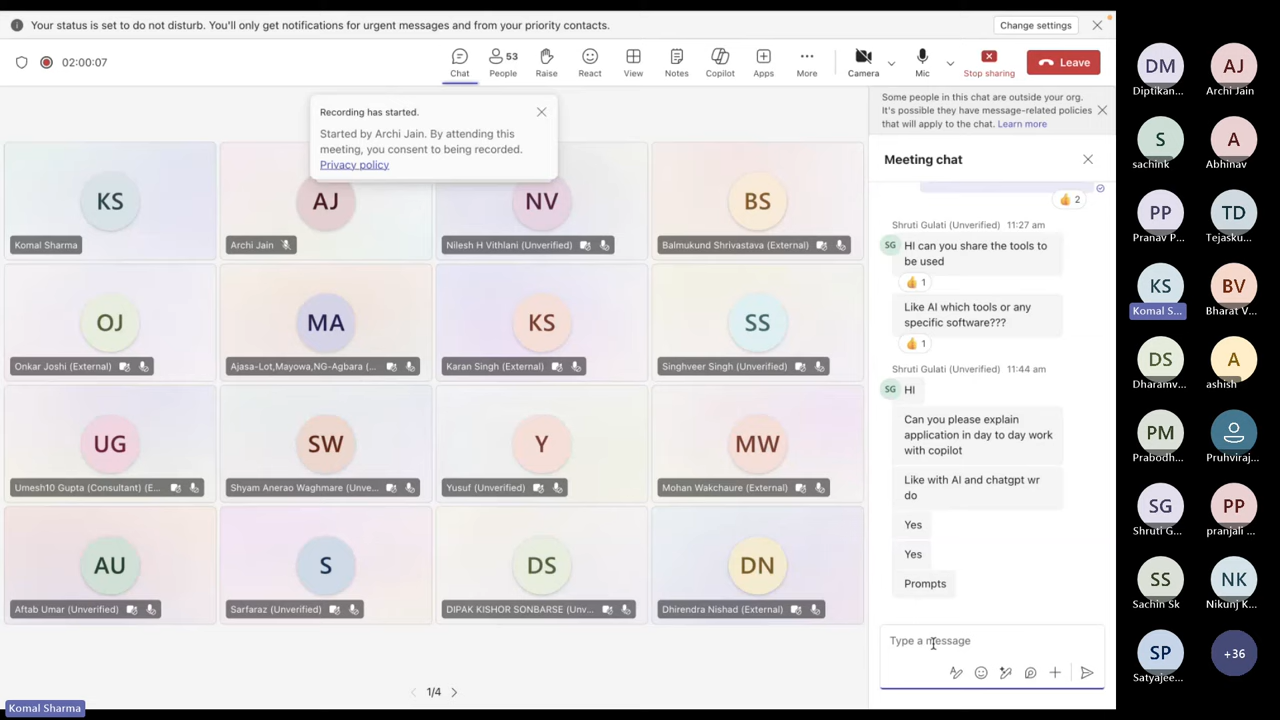 Your status is set to do not disturb. You'll only get notifications for urgent messages and from your priority contacts.
Change settings
02:00:07
Chat
53
People
Raise
React
View
Notes
Copilot
Apps
More
Camera
Mic
Stop sharing
Leave
Recording has started.
Started by Archi Jain. By attending this
meeting, you consent to being recorded.
Privacy policy
KS
Komal Sharma
AJ
Archi Jain
NV
Nilesh H Vithlani (Unverified)
BS
Balmukund Shrivastava (External)
OJ
Onkar Joshi (External)
MA
Ajasa-Lot,Mayowa,NG-Agbara (...
KS
Karan Singh (External)
SS
Singhveer Singh (Unverified)
UG
Umesh10 Gupta (Consultant) (E...
SW
Shyam Anerao Waghmare (Unve...
Y
Yusuf (Unverified)
MW
Mohan Wakchaure (External)
AU
Aftab Umar (Unverified)
S
Sarfaraz (Unverified)
DS
DIPAK KISHOR SONBARSE (Unv...
DN
Dhirendra Nishad (External)
1/4
Komal Sharma
Some people in this chat are outside your org.
It's possible they have message-related policies
that will apply to the chat. Learn more
Meeting chat
2
Shruti Gulati (Unverified) 11:27 am
SG
HI can you share the tools to
be used
1
Like AI which tools or any
specific software???
1
Shruti Gulati (Unverified) 11:44 am
SG
HI
Can you please explain
application in day to day work
with copilot
Like with AI and chatgpt wr
do
Yes
Yes
Prompts
Type a message
DM
Diptikan...
AJ
Archi Jain
S
sachink
A
Abhinav
PP
Pranav P...
TD
Tejasku...
KS
Komal S...
BV
Bharat V...
DS
Dharamv...
A
ashish
PM
Prabodh...
Pruhviraj...
SG
Shruti G...
PP
pranjali ...
SS
Sachin Sk
NK
Nikunj K...
SP
Satyajee...
+36